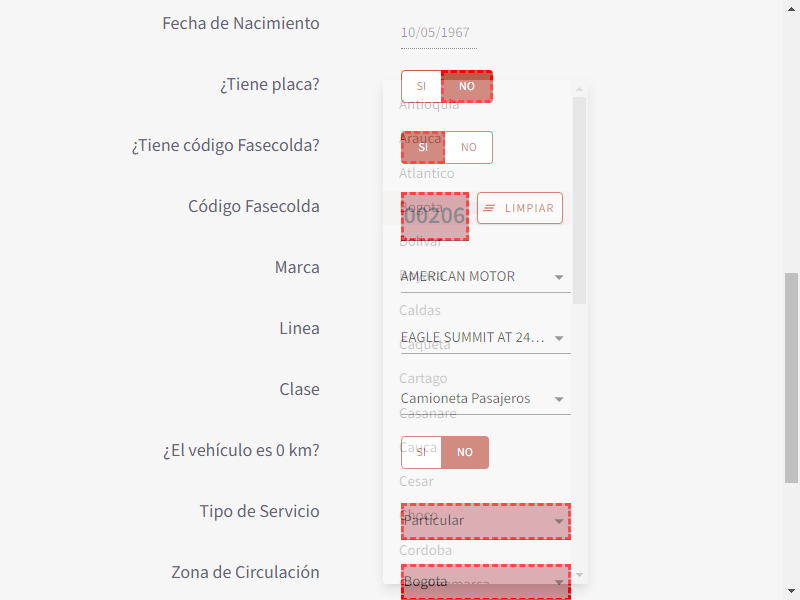 Fecha de Nacimiento
10/05/1967
¿Tiene placa?
SI
NO
Antioquia
Arauca
¿Tiene código Fasecolda?
SI
NO
Atlantico
Código Fasecolda
Bogota
00206
LIMPIAR
Bolivar
Marca
AMERICAN MOTOR
Caldas
Linea
EAGLE SUMMIT AT 24...
Caqueta
Cartago
Clase
Camioneta Pasajeros
Casanare
Cauca
¿El vehículo es 0 km?
SI
NO
Cesar
Tipo de Servicio
Choco
Particular
Cordoba
Zona de Circulación
Bogota